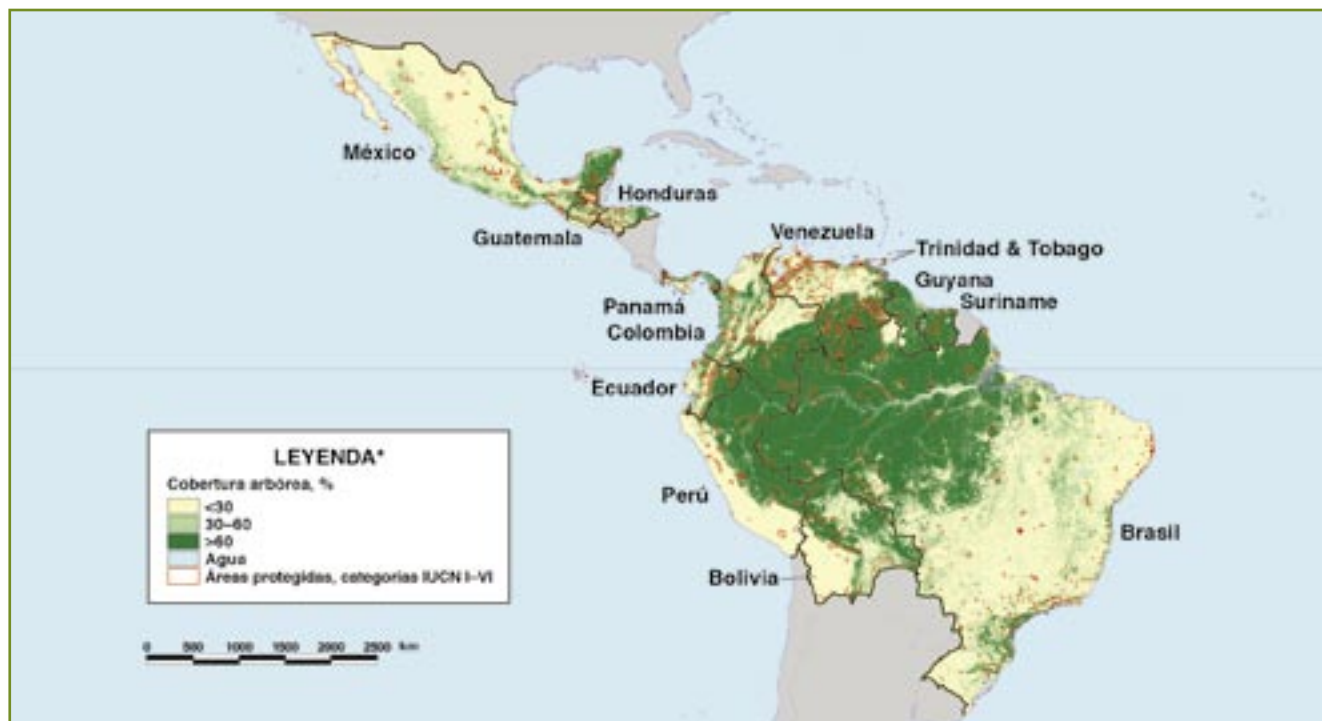 México
Honduras
Guatemala
Venezuela
Trinidad & Tobago
Guyana
Suriname
Panamá
Colombia
Ecuador
Perú
Brasil
Bolivia
LEYENDA*
Cobertura arbórea, %
<30
30–60
>60
Agua
Áreas protegidas, categorías IUCN I–VI
0 500 1000 1500 2000 2500 km